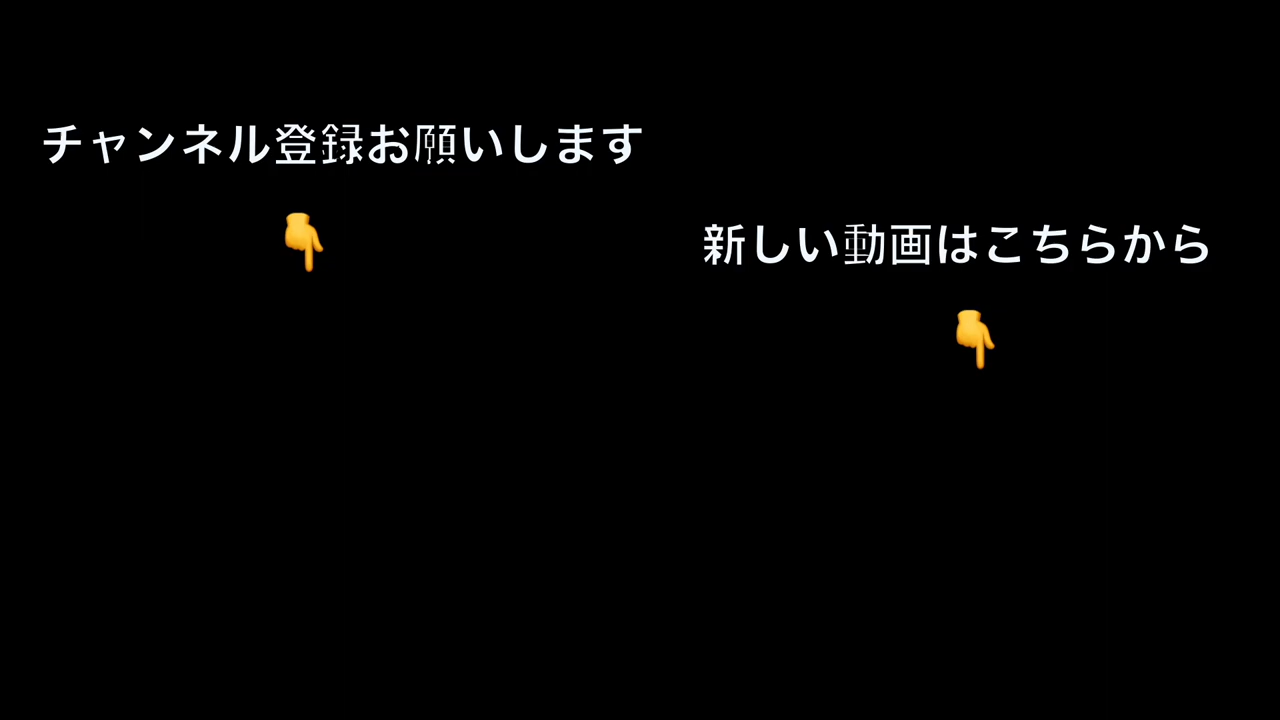 チャンネル登録お願いします
👇
新しい動画はこちらから
👇